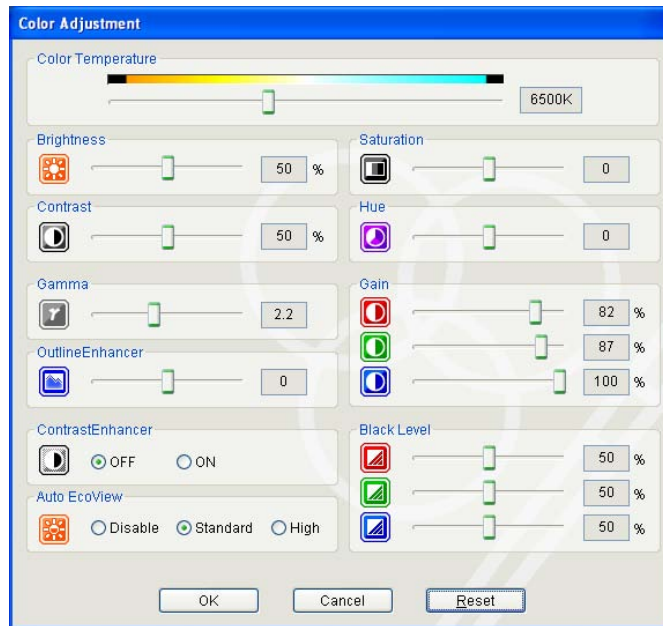 Color Adjustment
Color Temperature
6500K
Brightness
50 %
Saturation
0
Contrast
50 %
Hue
0
Gamma
2.2
Gain
82 %
87 %
100 %
OutlineEnhancer
0
ContrastEnhancer
OFF ON
Black Level
50 %
50 %
50 %
Auto EcoView
Disable Standard High
OK Cancel Reset